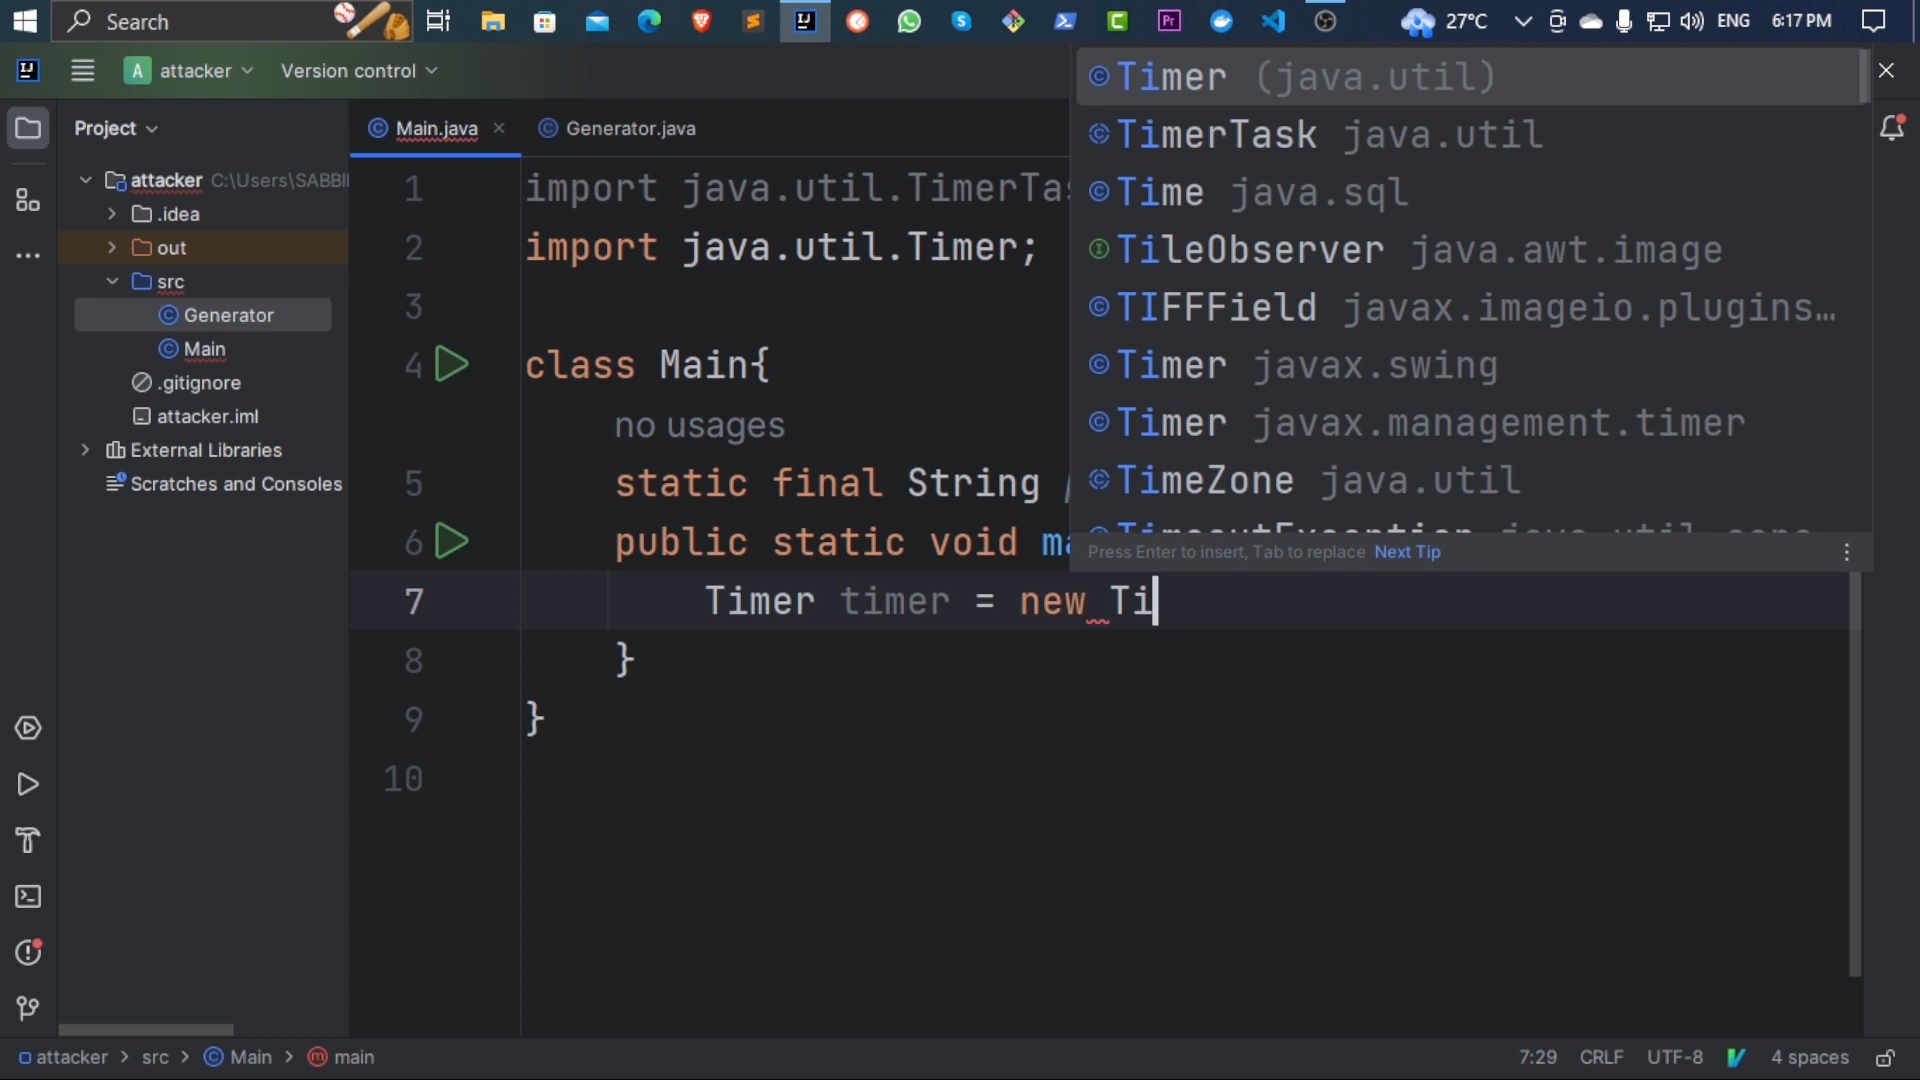 Search
27°C
ENG
6:17 PM
A attacker
Version control
Project
attacker C:\Users\SABBI
.idea
out
src
Generator
Main
.gitignore
attacker.iml
External Libraries
Scratches and Consoles
Main.java
Generator.java
1 import java.util.TimerTas
2 import java.util.Timer;
3
4 class Main{
no usages
5 static final String
6 public static void ma
7 Timer timer = new Ti
8 }
9 }
10
Timer (java.util)
TimerTask java.util
Time java.sql
TileObserver java.awt.image
TIFFField javax.imageio.plugins…
Timer javax.swing
Timer javax.management.timer
TimeZone java.util
TimeoutException java.util.conc
Press Enter to insert, Tab to replace Next Tip
attacker > src > Main > main
7:29 CRLF UTF-8 4 spaces